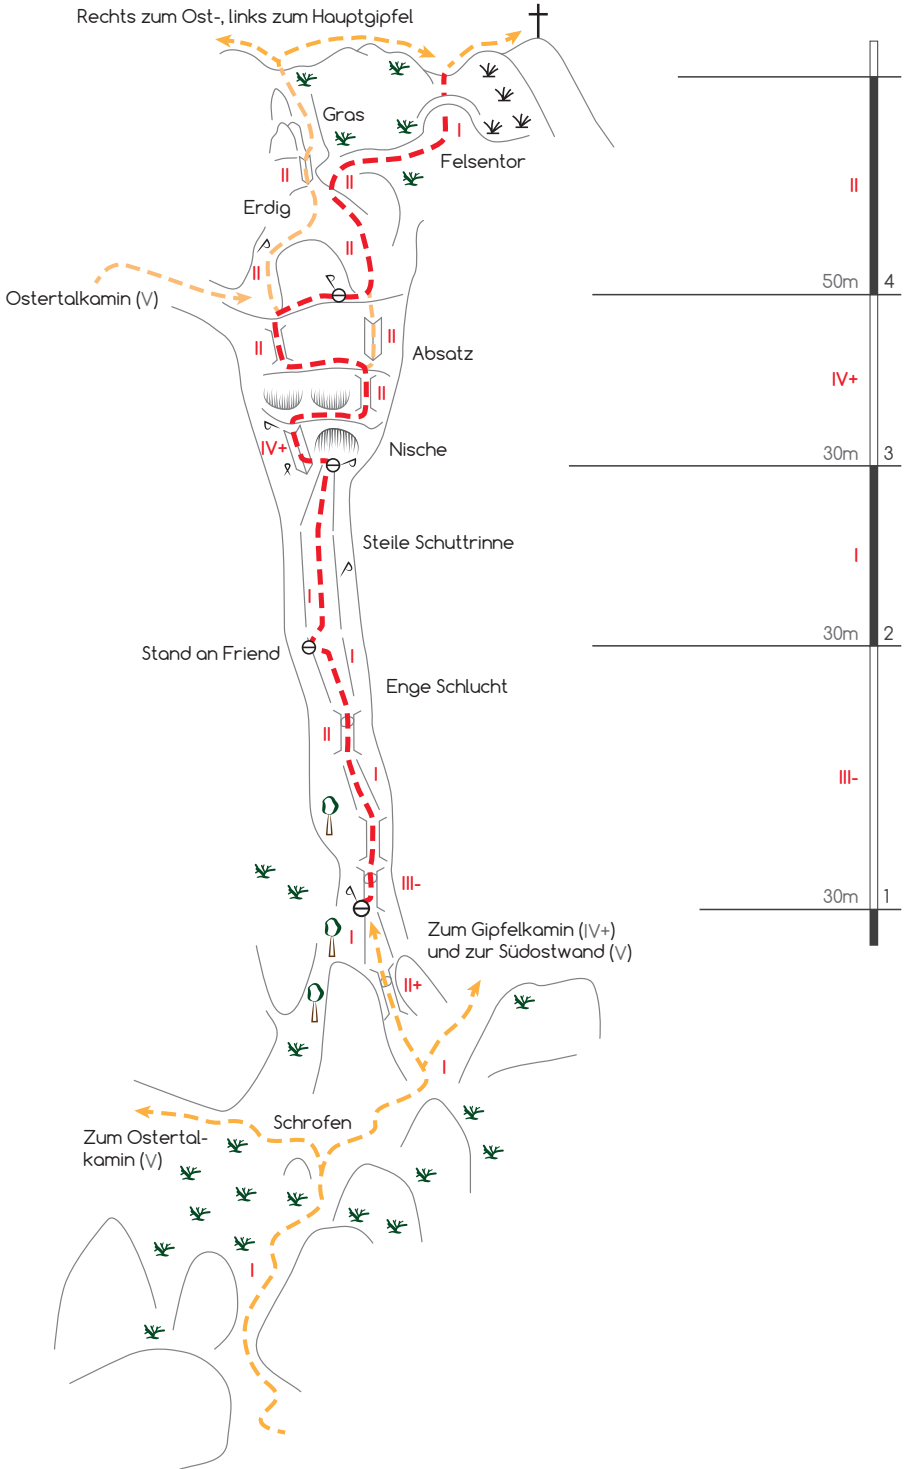 Rechts zum Ost-, links zum Hauptgipfel
Gras
I
Felsentor
II
II
II
Erdig
II
II
Ostertalkamin (V)
50m
4
II
II
Absatz
IV+
II
IV+
Nische
30m
3
Steile Schuttrinne
I
I
30m
2
Stand an Friend
I
Enge Schlucht
II
I
III-
III-
30m
1
I
Zum Gipfelkamin (IV+)
und zur Südostwand (V)
II+
I
Schrofen
Zum Ostertal-
kamin (V)
I